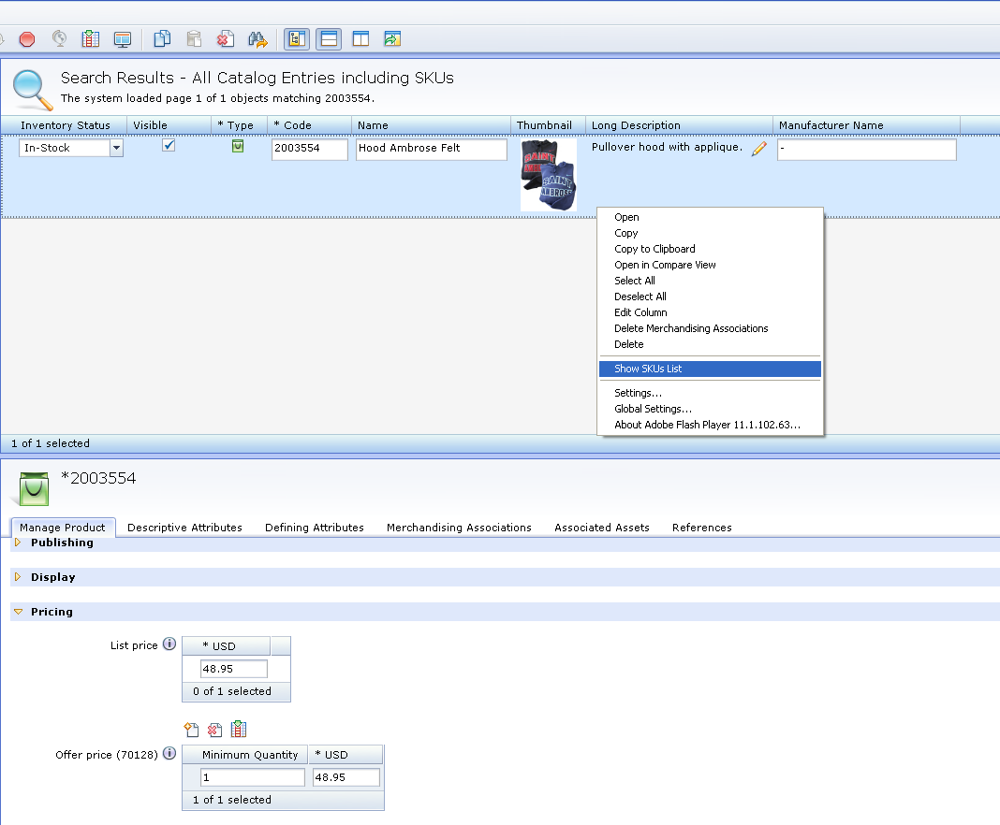 Search Results - All Catalog Entries including SKUs
The system loaded page 1 of 1 objects matching 2003554.
Inventory Status Visible * Type * Code Name Thumbnail Long Description Manufacturer Name
In-Stock 2003554 Hood Ambrose Felt Pullover hood with applique. -
SAINT
SAINT
AMBROSE
Open
Copy
Copy to Clipboard
Open in Compare View
Select All
Deselect All
Edit Column
Delete Merchandising Associations
Delete
Show SKUs List
Settings...
Global Settings...
About Adobe Flash Player 11.1.102.63...
1 of 1 selected
*2003554
Manage Product Descriptive Attributes Defining Attributes Merchandising Associations Associated Assets References
Publishing
Display
Pricing
List price i * USD
48.95
0 of 1 selected
Offer price (70128) i Minimum Quantity * USD
1 48.95
1 of 1 selected